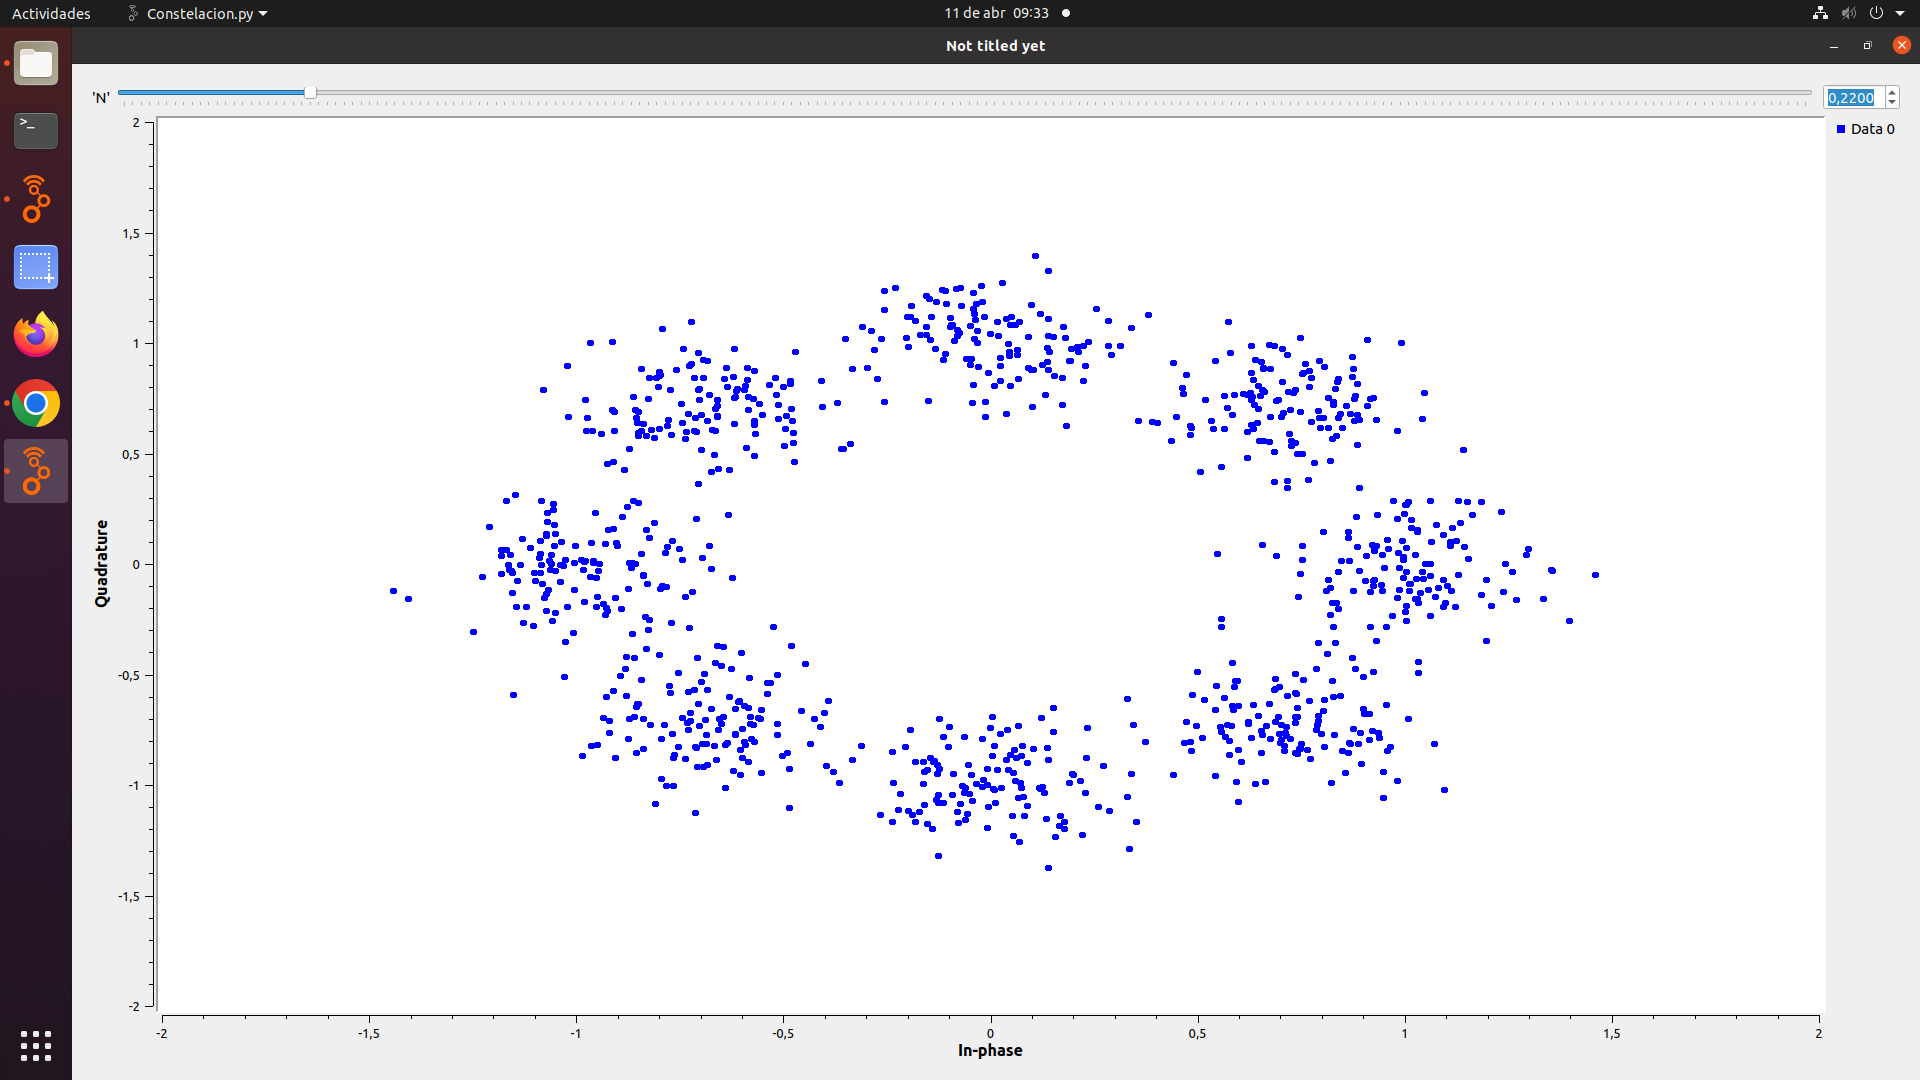 Actividades
Constelacion.py
11 de abr 09:33
Not titled yet
'N'
0,2200
Data 0
2
1,5
1
0,5
0
-0,5
-1
-1,5
-2
Quadrature
-2
-1,5
-1
-0,5
0
0,5
1
1,5
2
In-phase